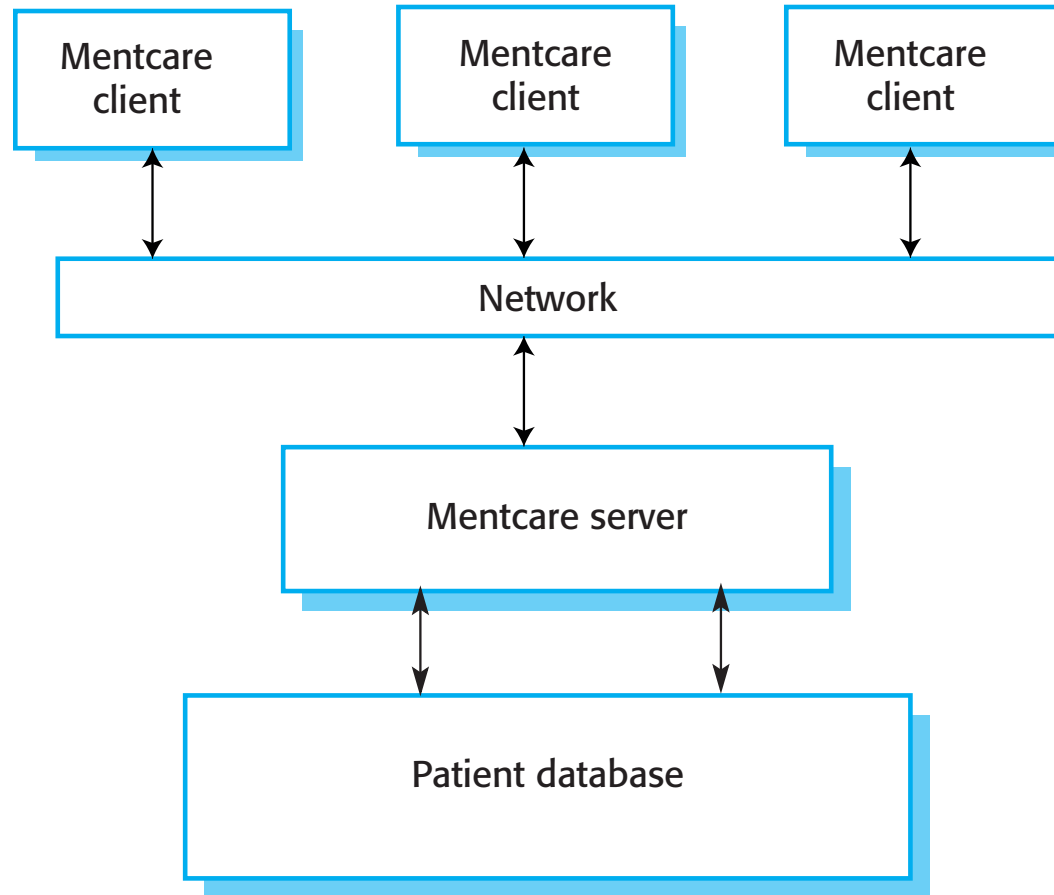 Mentcare
client
Mentcare
client
Mentcare
client
Network
Mentcare server
Patient database